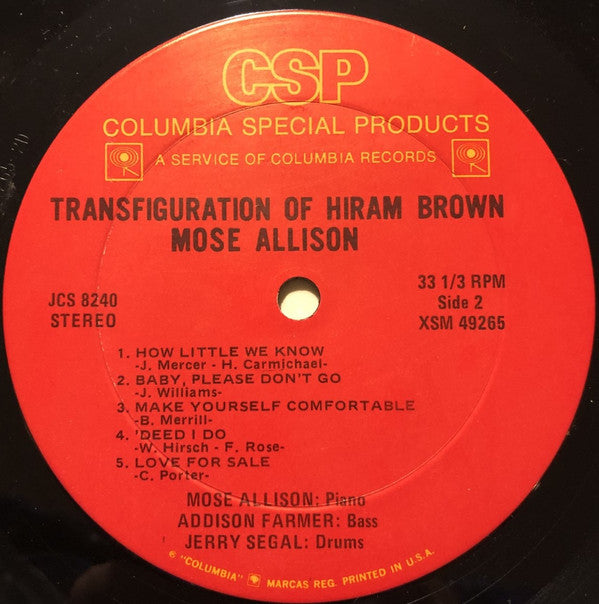 CSP
COLUMBIA SPECIAL PRODUCTS
A SERVICE OF COLUMBIA RECORDS
TRANSFIGURATION OF HIRAM BROWN
MOSE ALLISON
JCS 8240
STEREO
33 1/3 RPM
Side 2
XSM 49265
1. HOW LITTLE WE KNOW
-J. Mercer - H. Carmichael-
2. BABY, PLEASE DON'T GO
-J. Williams-
3. MAKE YOURSELF COMFORTABLE
-B. Merrill-
4. 'DEED I DO
-W. Hirsch - F. Rose-
5. LOVE FOR SALE
-C. Porter-
MOSE ALLISON: Piano
ADDISON FARMER: Bass
JERRY SEGAL: Drums
® "COLUMBIA" MARCAS REG. PRINTED IN U.S.A.